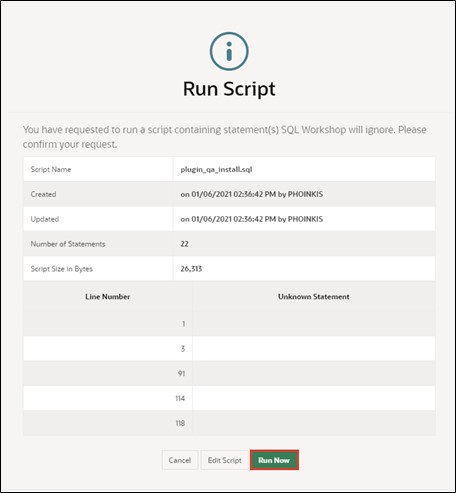 Run Script
You have requested to run a script containing statement(s) SQL Workshop will ignore. Please
confirm your request.
Script Name plugin_qa_install.sql
Created on 01/06/2021 02:36:42 PM by PHOINKIS
Updated on 01/06/2021 02:36:42 PM by PHOINKIS
Number of Statements 22
Script Size in Bytes 26,313
Line Number Unknown Statement
1
3
91
114
118
Cancel Edit Script Run Now